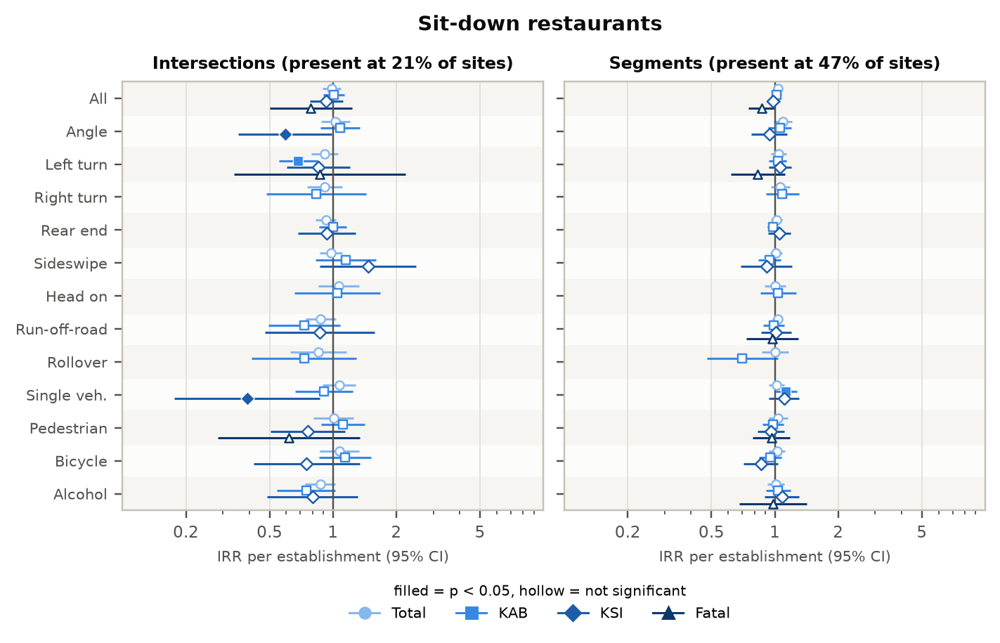 Sit-down restaurants
Intersections (present at 21% of sites)
Segments (present at 47% of sites)
All
Angle
Left turn
Right turn
Rear end
Sideswipe
Head on
Run-off-road
Rollover
Single veh.
Pedestrian
Bicycle
Alcohol
0.2 0.5 1 2 5
0.2 0.5 1 2 5
IRR per establishment (95% CI)
IRR per establishment (95% CI)
filled = p < 0.05, hollow = not significant
Total KAB KSI Fatal